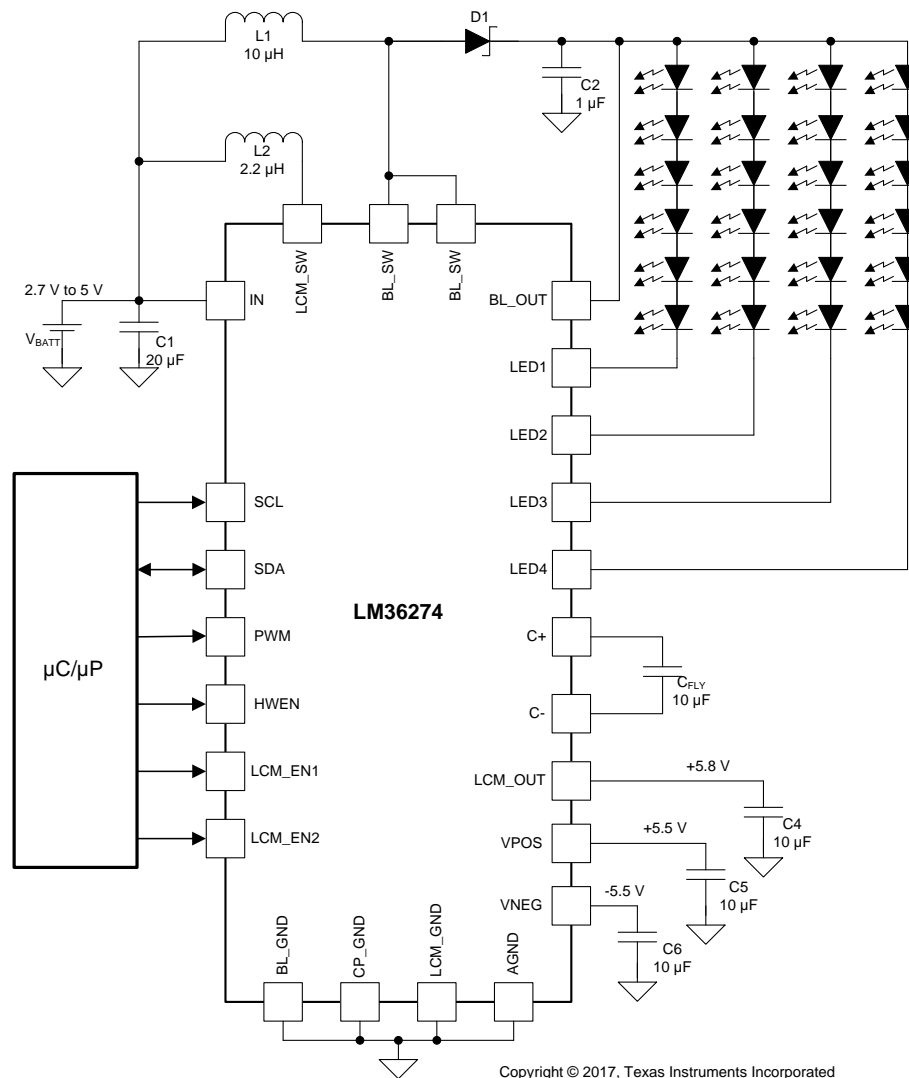 D1
L1
10 µH
C2
1 µF
L2
2.2 µH
LCM_SW
BL_SW
BL_SW
2.7 V to 5 V
IN
BL_OUT
VBATT
C1
20 µF
LED1
LED2
SCL
LED3
SDA
LED4
LM36274
PWM
C+
µC/µP
CFLY
10 µF
HWEN
C-
LCM_EN1
LCM_OUT
+5.8 V
C4
10 µF
LCM_EN2
VPOS
+5.5 V
C5
10 µF
VNEG
-5.5 V
C6
10 µF
BL_GND
CP_GND
LCM_GND
AGND
Copyright © 2017, Texas Instruments Incorporated